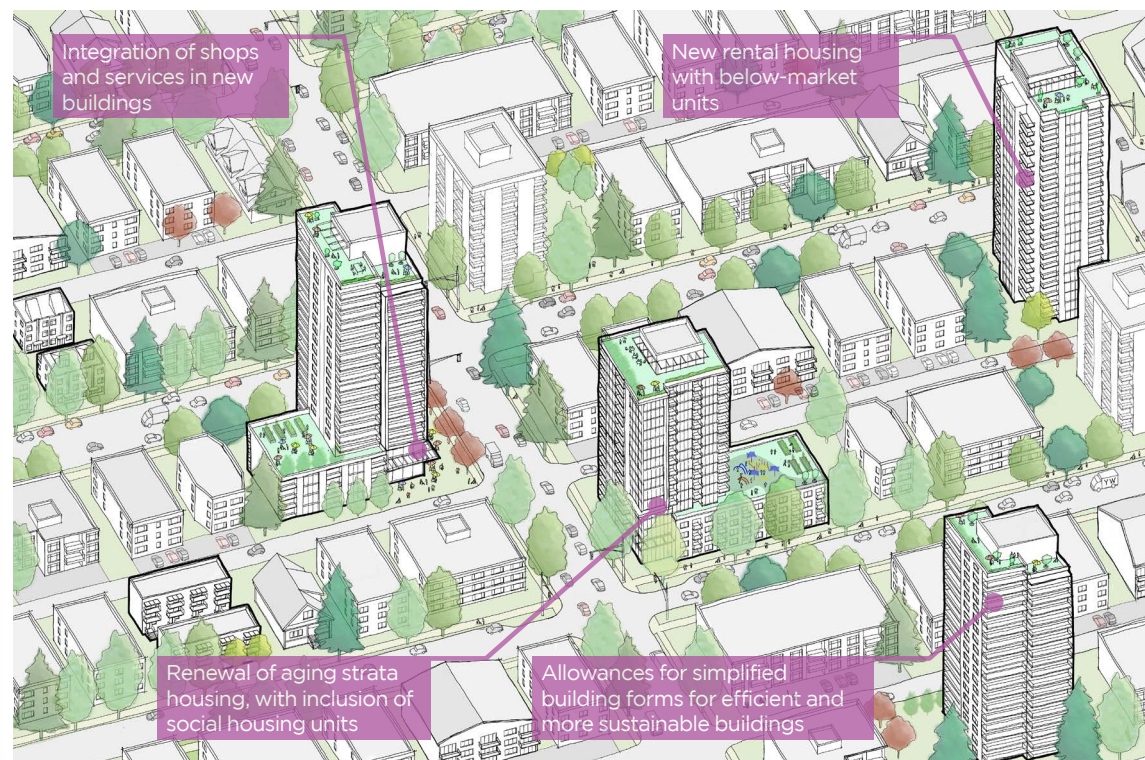 Integration of shops
and services in new
buildings
New rental housing
with below-market
units
Renewal of aging strata
housing, with inclusion of
social housing units
Allowances for simplified
building forms for efficient and
more sustainable buildings
YW